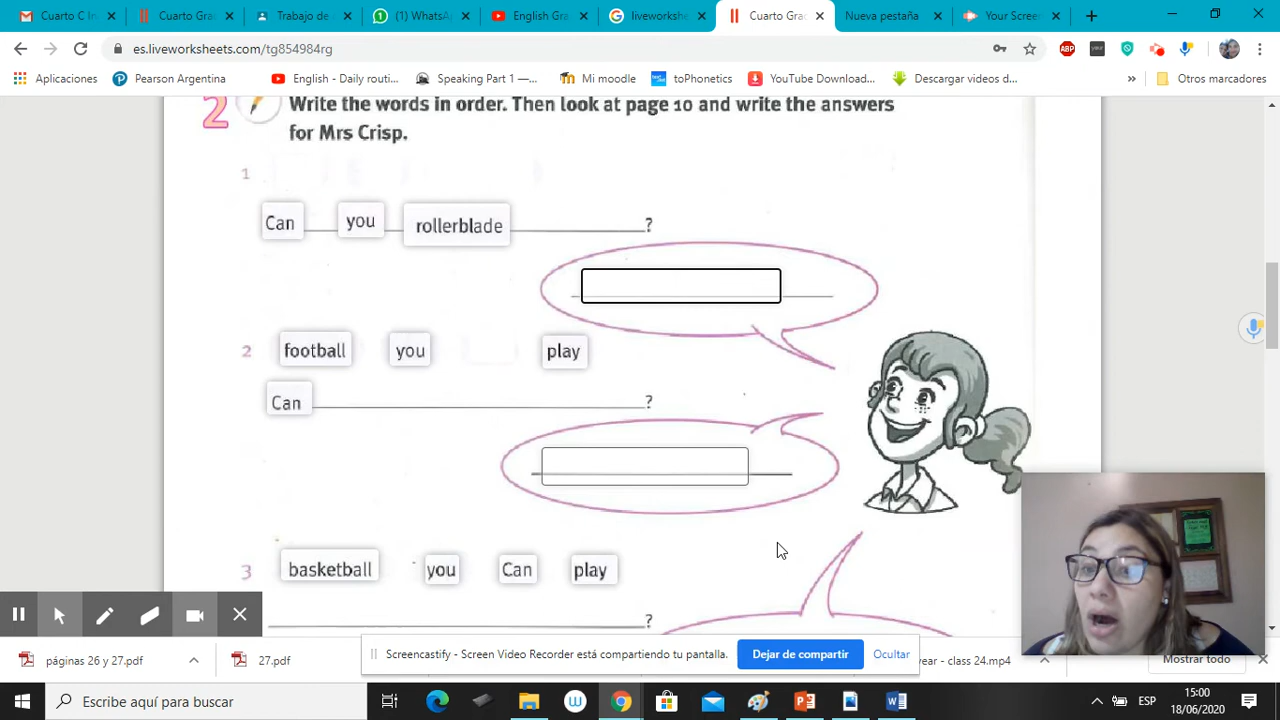 Cuarto C In
Cuarto Gra
Trabajo de
(1) WhatsA
English Gra
liveworkshe
Cuarto Gra
Nueva pestaña
Your Scree
es.liveworksheets.com/tg854984rg
ABP
Aplicaciones
Pearson Argentina
English - Daily routi...
Speaking Part 1 —...
Mi moodle
toPhonetics
YouTube Download...
Descargar videos d...
»
Otros marcadores
2 Write the words in order. Then look at page 10 and write the answers
for Mrs Crisp.
1
Can you rollerblade ?
2 football you play
Can ?
3 basketball you Can play
?
Screencastify - Screen Video Recorder está compartiendo tu pantalla.
Dejar de compartir
Ocultar
páginas 26 y 27.pdf
27.pdf
year - class 24.mp4
Mostrar todo
Escribe aquí para buscar
ESP
15:00
18/06/2020